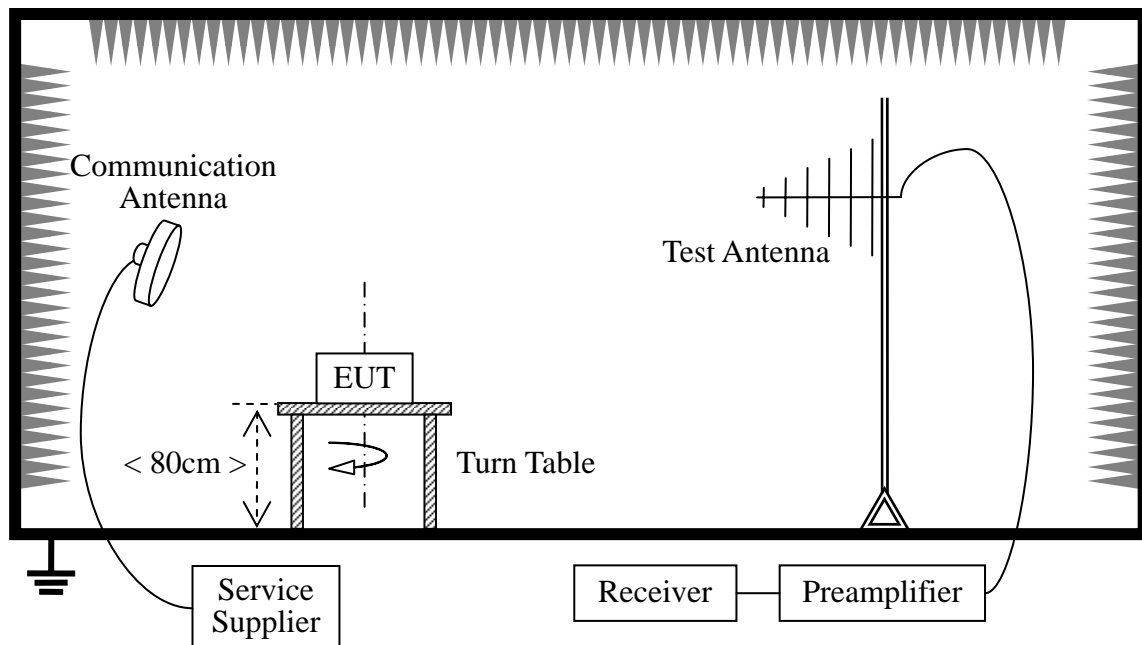 Communication
Antenna
Test Antenna
EUT
< 80cm >
Turn Table
Service
Supplier
Receiver
Preamplifier